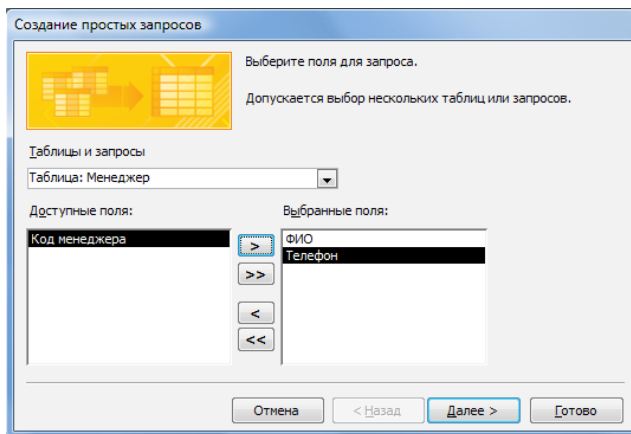 Создание простых запросов
Выберите поля для запроса.
Допускается выбор нескольких таблиц или запросов.
Таблицы и запросы
Таблица: Менеджер
Доступные поля:
Выбранные поля:
Код менеджера
>
>>
<
<<
ФИО
Телефон
Отмена
< Назад
Далее >
Готово